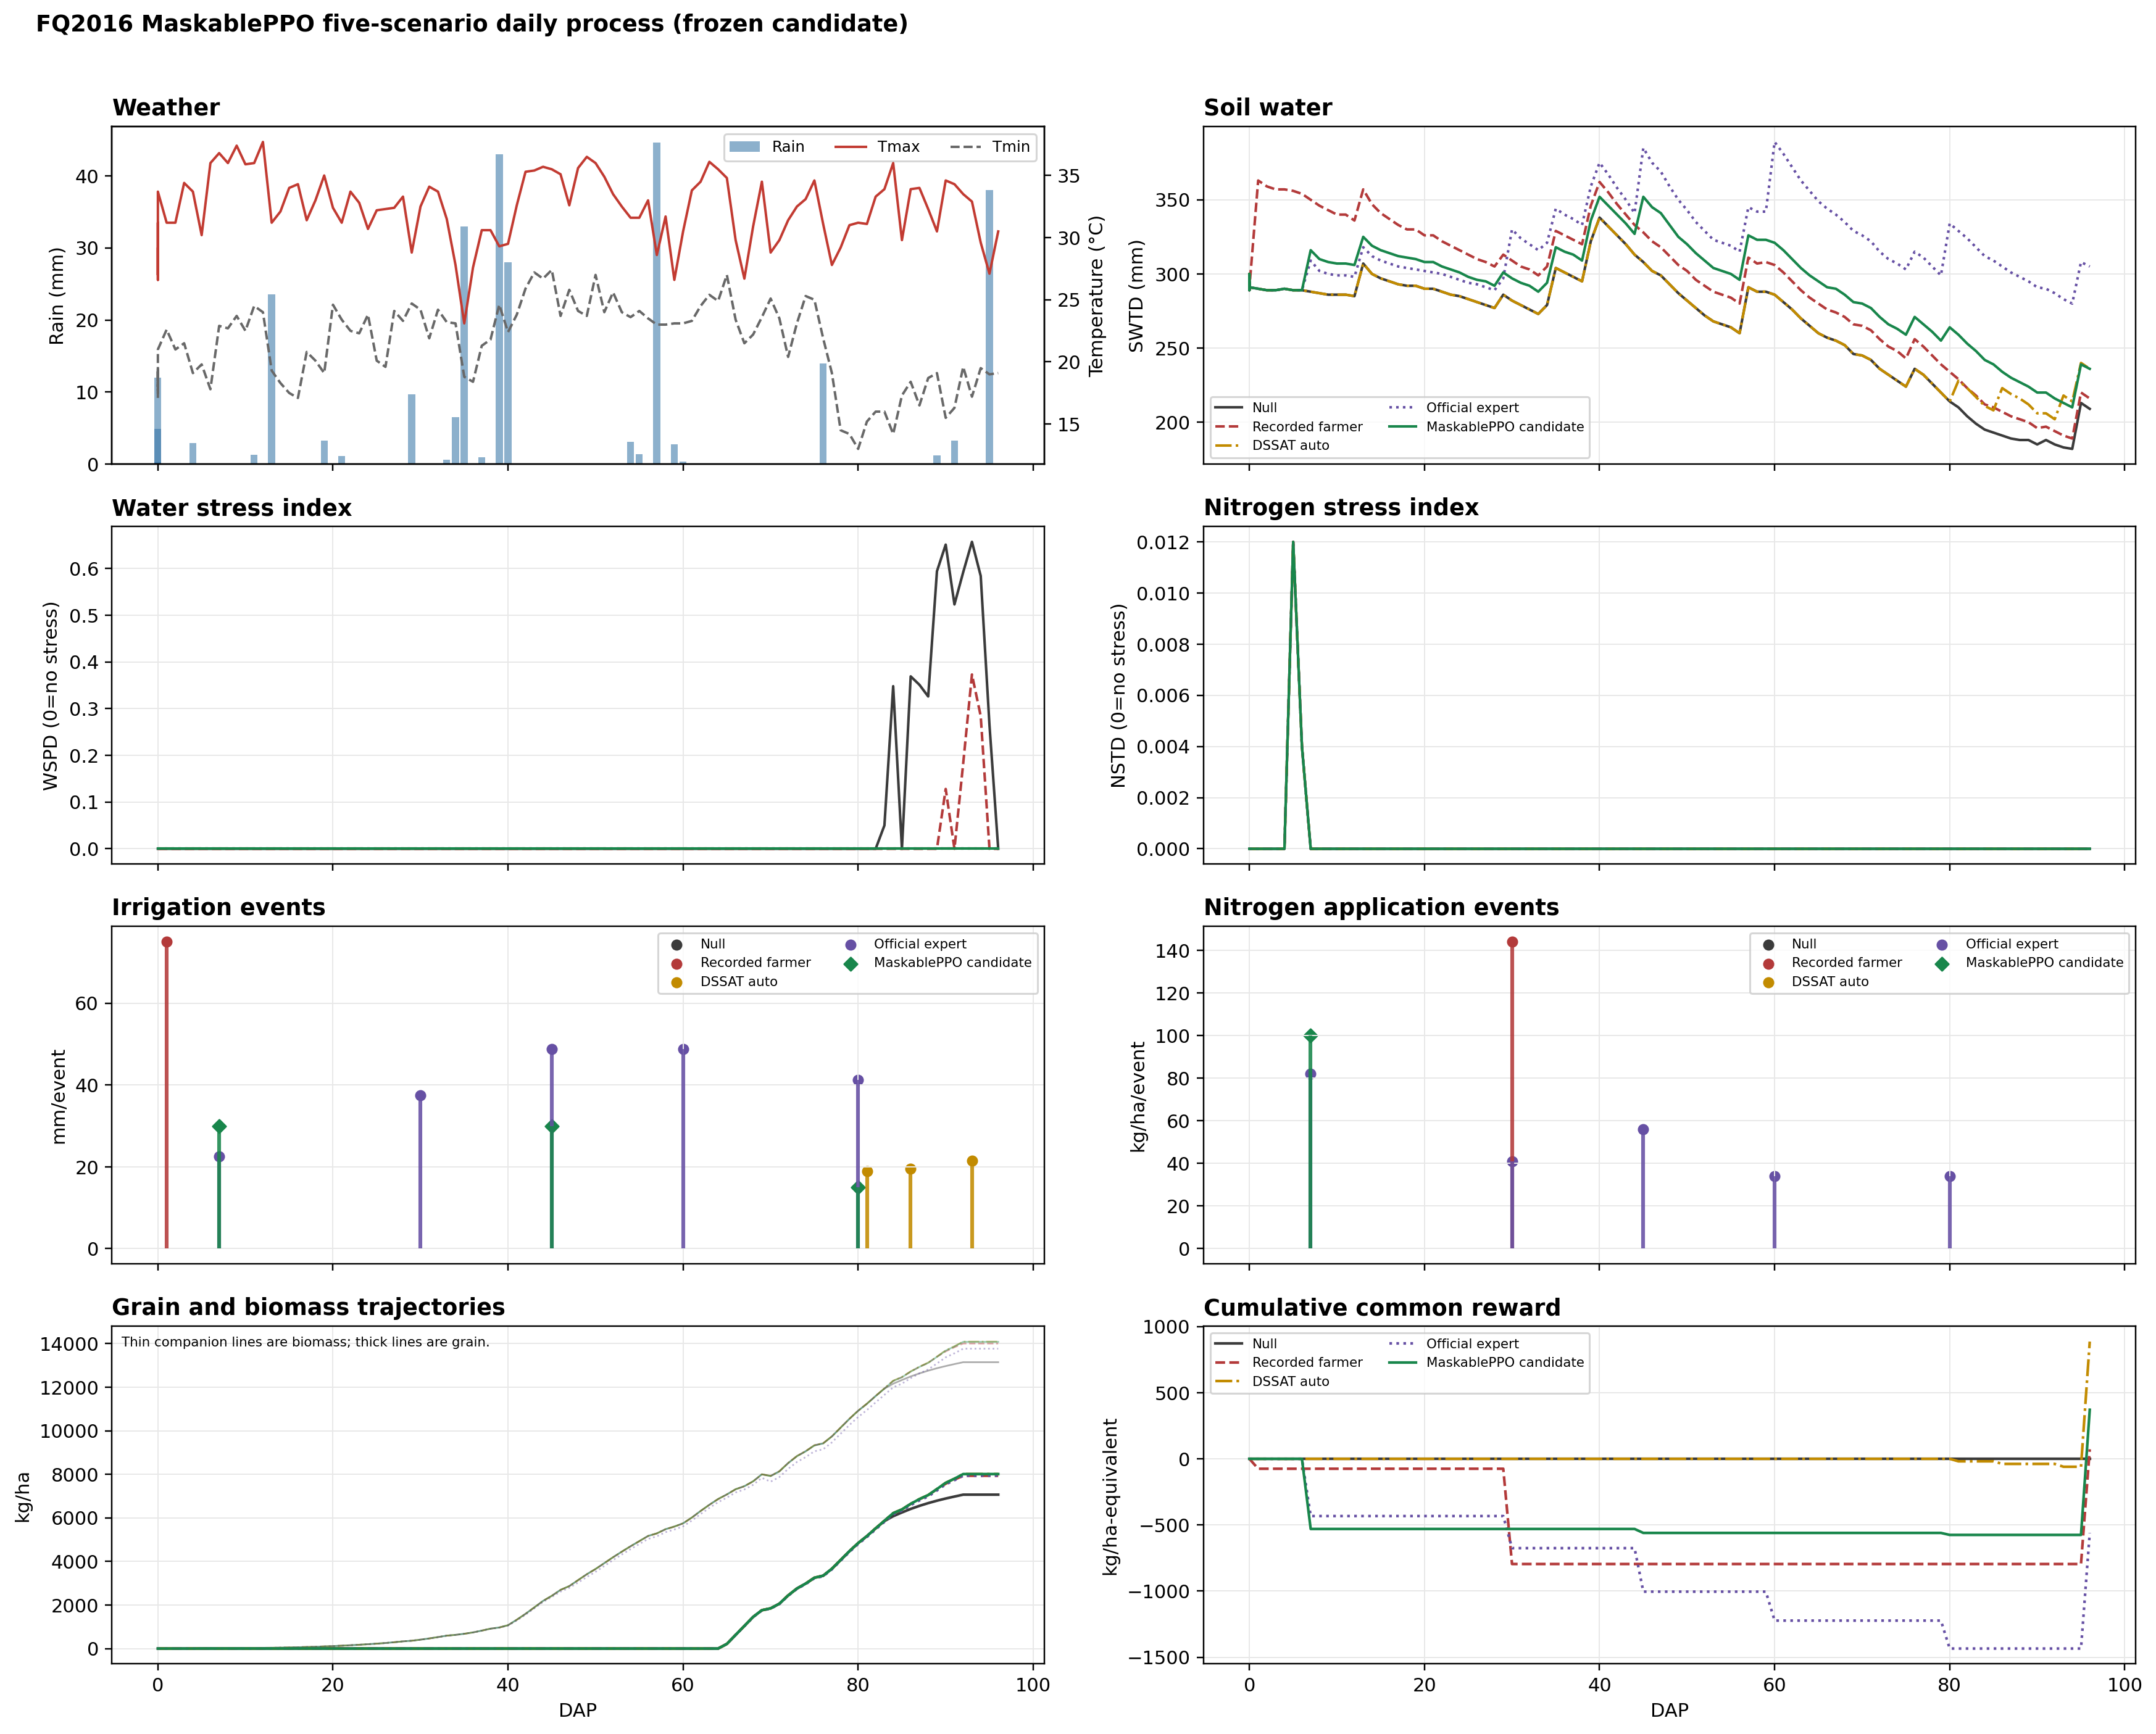 FQ2016 MaskablePPO five-scenario daily process (frozen candidate)
Weather
Rain
Tmax
Tmin
Rain (mm)
Temperature (°C)
40
30
20
10
0
35
30
25
20
15
Soil water
SWTD (mm)
350
300
250
200
Null
Recorded farmer
DSSAT auto
Official expert
MaskablePPO candidate
Water stress index
WSPD (0=no stress)
0.6
0.5
0.4
0.3
0.2
0.1
0.0
Nitrogen stress index
NSTD (0=no stress)
0.012
0.010
0.008
0.006
0.004
0.002
0.000
Irrigation events
mm/event
60
40
20
0
Null
Recorded farmer
DSSAT auto
Official expert
MaskablePPO candidate
Nitrogen application events
kg/ha/event
140
120
100
80
60
40
20
0
Null
Recorded farmer
DSSAT auto
Official expert
MaskablePPO candidate
Grain and biomass trajectories
Thin companion lines are biomass; thick lines are grain.
kg/ha
14000
12000
10000
8000
6000
4000
2000
0
0 20 40 60 80 100
DAP
Cumulative common reward
kg/ha-equivalent
1000
500
0
−500
−1000
−1500
Null
Recorded farmer
DSSAT auto
Official expert
MaskablePPO candidate
0 20 40 60 80 100
DAP